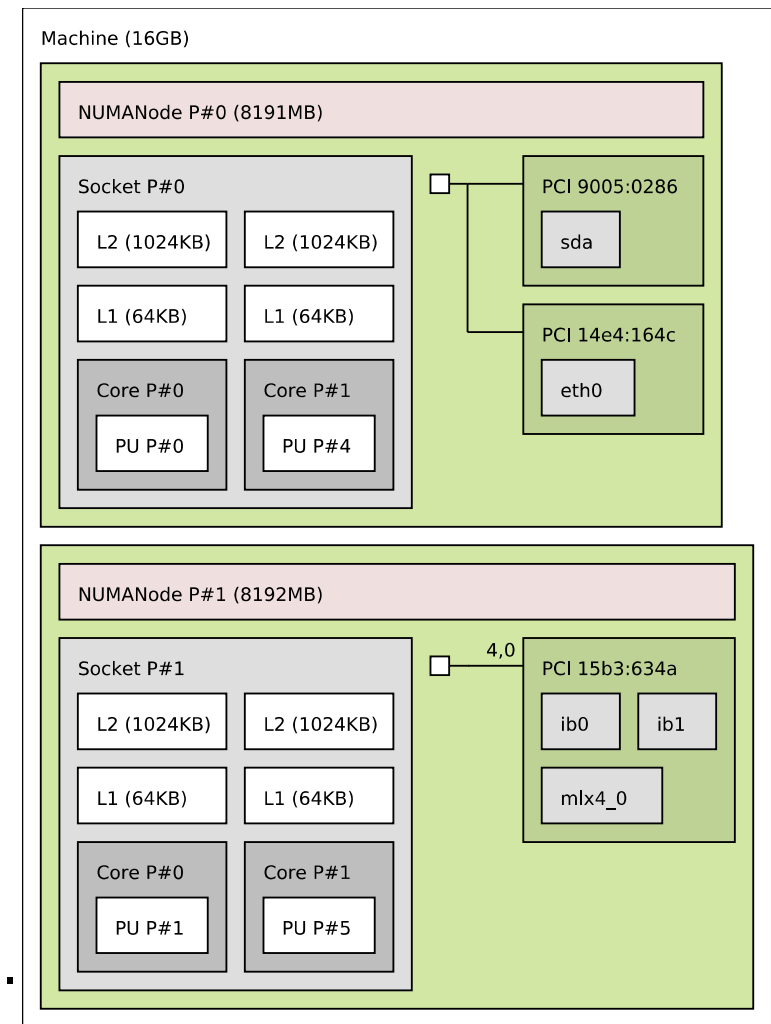 Machine (16GB)
NUMANode P#0 (8191MB)
Socket P#0
L2 (1024KB)
L2 (1024KB)
L1 (64KB)
L1 (64KB)
Core P#0
PU P#0
Core P#1
PU P#4
PCI 9005:0286
sda
PCI 14e4:164c
eth0
NUMANode P#1 (8192MB)
Socket P#1
L2 (1024KB)
L2 (1024KB)
L1 (64KB)
L1 (64KB)
Core P#0
PU P#1
Core P#1
PU P#5
4,0
PCI 15b3:634a
ib0
ib1
mlx4_0